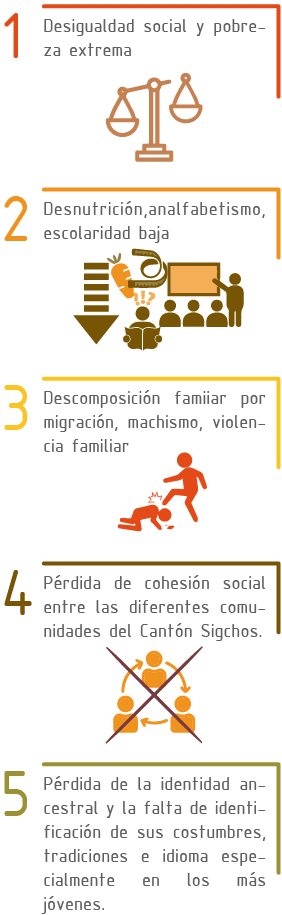 1
Desigualdad social y pobre-
za extrema
2
Desnutrición,analfabetismo,
escolaridad baja
!?!?
3
Descomposición famiiar por
migración, machismo, violen-
cia familiar
4
Pérdida de cohesión social
entre las diferentes comu-
nidades del Cantón Sigchos.
5
Pérdida de la identidad an-
cestral y la falta de identi-
ficación de sus costumbres,
tradiciones e idioma espe-
cialmente en los más
jóvenes.